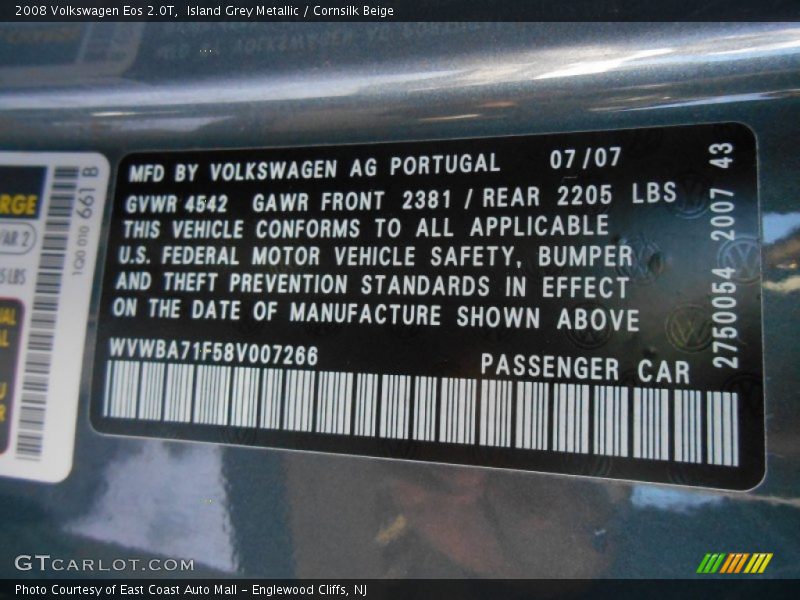 2008 Volkswagen Eos 2.0T, Island Grey Metallic / Cornsilk Beige
MFD BY VOLKSWAGEN AG PORTUGAL 07/07
GVWR 4542 GAWR FRONT 2381 / REAR 2205 LBS
THIS VEHICLE CONFORMS TO ALL APPLICABLE
U.S. FEDERAL MOTOR VEHICLE SAFETY, BUMPER
AND THEFT PREVENTION STANDARDS IN EFFECT
ON THE DATE OF MANUFACTURE SHOWN ABOVE
WVWBA71F58V007266
PASSENGER CAR
2750054 2007 43
1Q0 010 661 B
GTCARLOT.COM
Photo Courtesy of East Coast Auto Mall – Englewood Cliffs, NJ